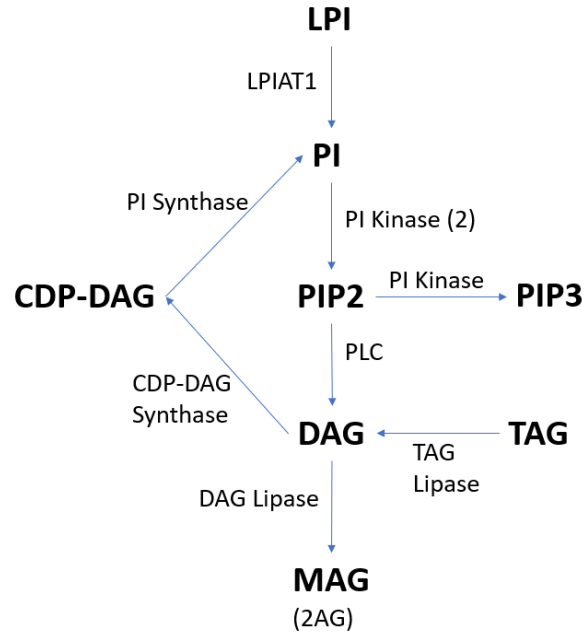 LPI
LPIAT1
PI
PI Synthase
PI Kinase (2)
CDP-DAG
PIP2
PI Kinase
PIP3
PLC
CDP-DAG
Synthase
DAG
TAG
TAG
Lipase
DAG Lipase
MAG
(2AG)